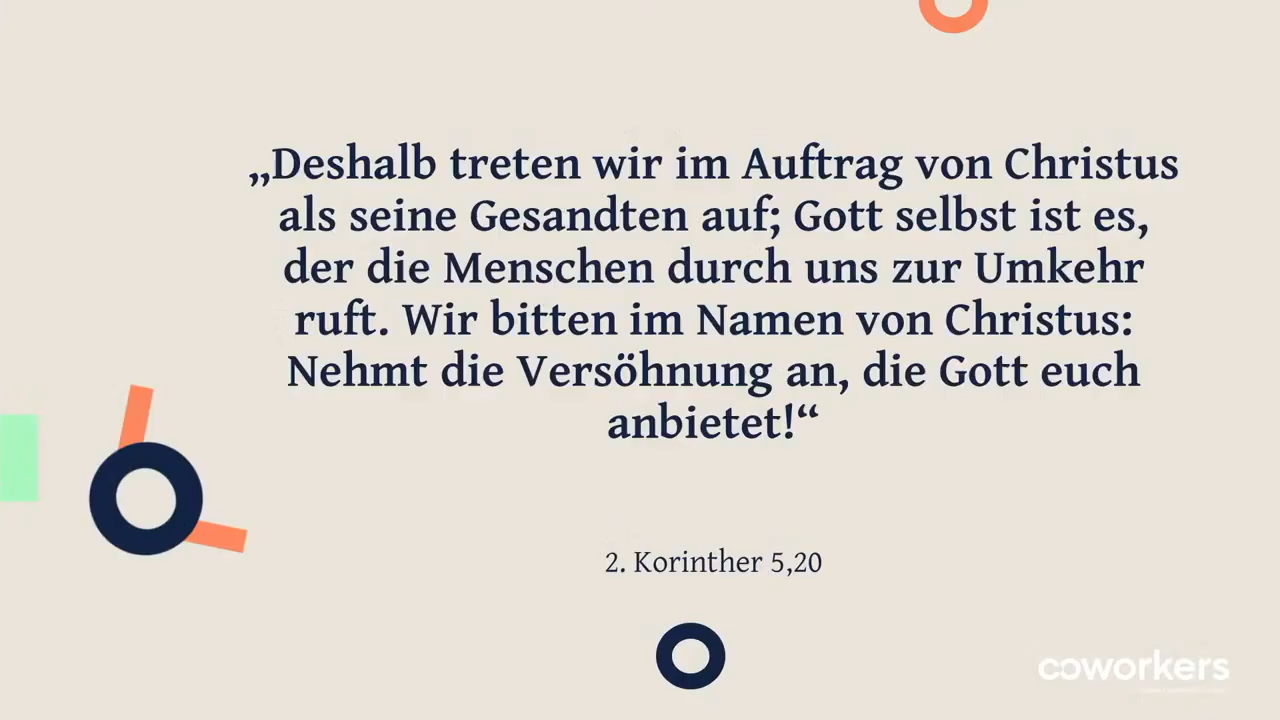 „Deshalb treten wir im Auftrag von Christus
als seine Gesandten auf; Gott selbst ist es,
der die Menschen durch uns zur Umkehr
ruft. Wir bitten im Namen von Christus:
Nehmt die Versöhnung an, die Gott euch
anbietet!“
2. Korinther 5,20
coworkers